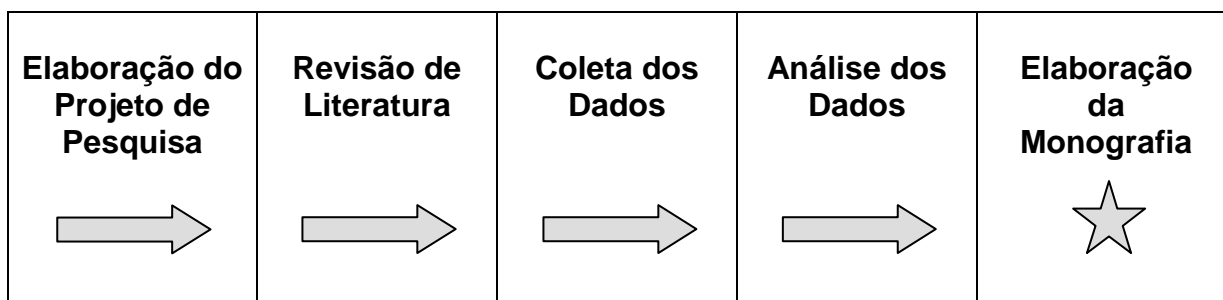 Elaboração do
Projeto de
Pesquisa
Revisão de
Literatura
Coleta dos
Dados
Análise dos
Dados
Elaboração
da
Monografia